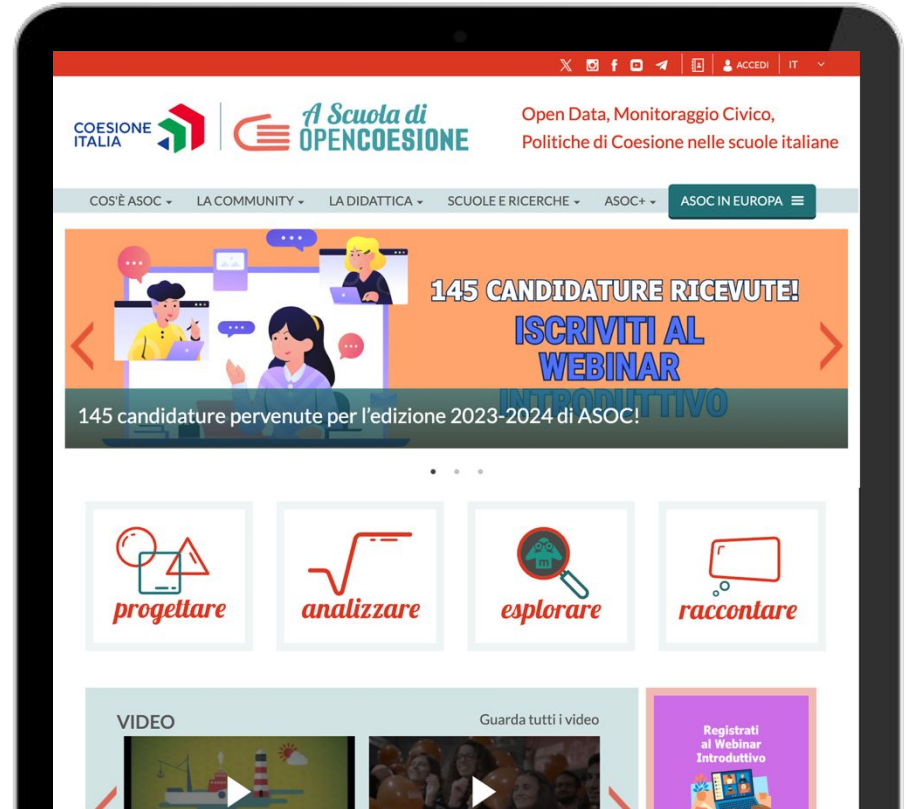 ACCEDI IT
COESIONE
ITALIA
A Scuola di
OPENCOESIONE
Open Data, Monitoraggio Civico,
Politiche di Coesione nelle scuole italiane
COS'È ASOC LA COMMUNITY LA DIDATTICA SCUOLE E RICERCHE ASOC+ ASOC IN EUROPA
145 CANDIDATURE RICEVUTE!
ISCRIVITI AL
WEBINAR
INTRODUTTIVO
145 candidature pervenute per l'edizione 2023-2024 di ASOC!
progettare analizzare esplorare raccontare
VIDEO Guarda tutti i video
Registrati
al Webinar
Introduttivo